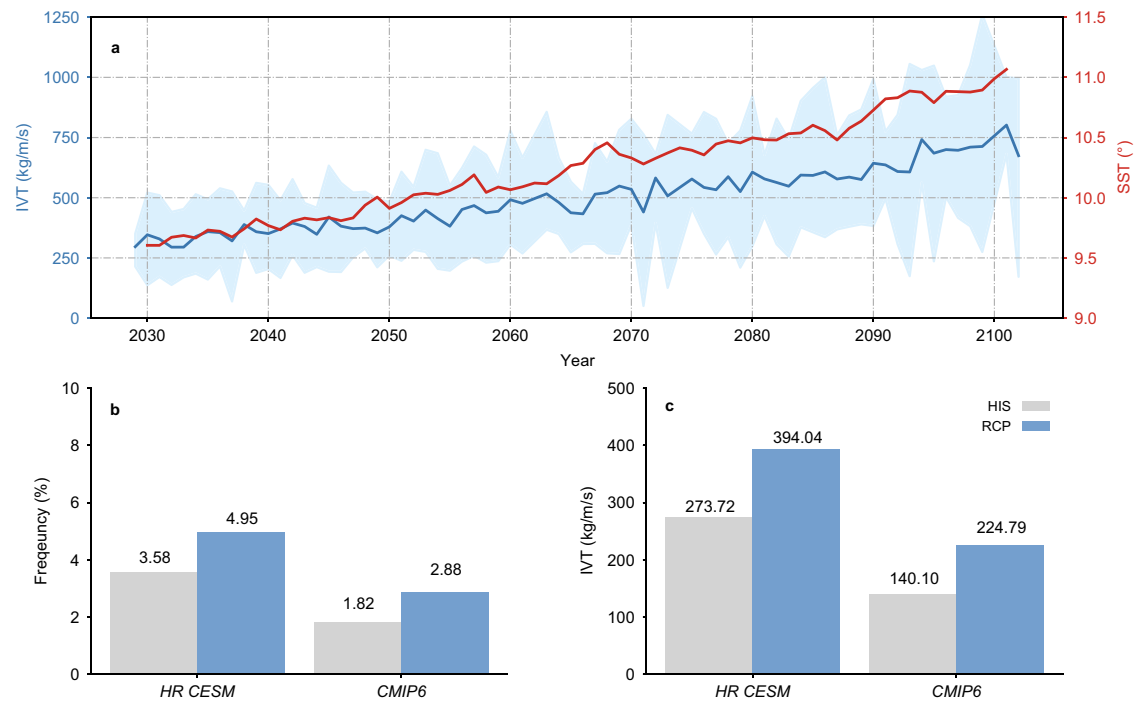 a
IVT (kg/m/s)
1250
1000
750
500
250
0
11.5
11.0
10.5
10.0
9.5
9.0
SST (°)
2030 2040 2050 2060 2070 2080 2090 2100
Year
b
Freqeuncy (%)
10
8
6
4
2
0
3.58
4.95
1.82
2.88
HR CESM CMIP6
c
HIS
RCP
IVT (kg/m/s)
500
400
300
200
100
0
273.72
394.04
140.10
224.79
HR CESM CMIP6